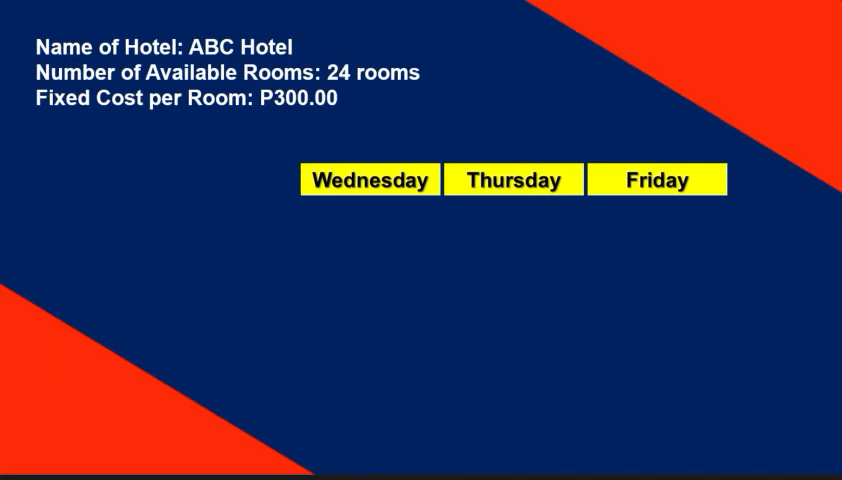 Name of Hotel: ABC Hotel
Number of Available Rooms: 24 rooms
Fixed Cost per Room: P300.00
Wednesday Thursday Friday